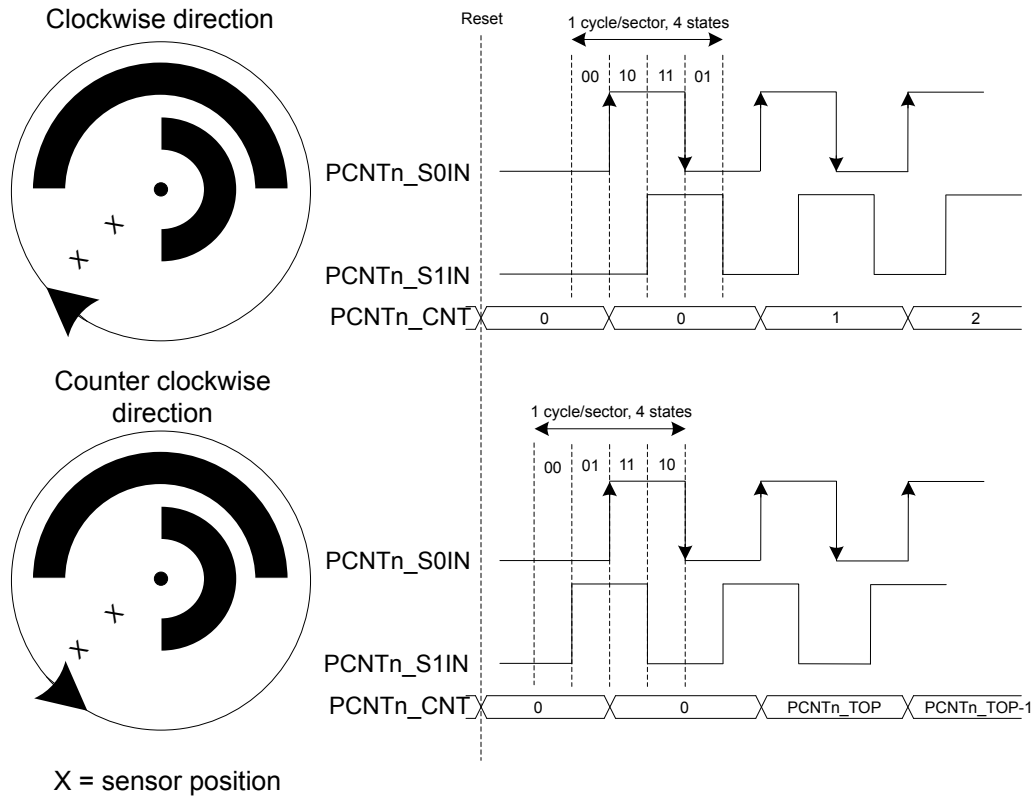 Clockwise direction
Reset
1 cycle/sector, 4 states
00 10 11 01
PCNTn_S0IN
X X
PCNTn_S1IN
PCNTn_CNT 0 0 1 2
Counter clockwise
direction
1 cycle/sector, 4 states
00 01 11 10
PCNTn_S0IN
X X
PCNTn_S1IN
PCNTn_CNT 0 0 PCNTn_TOP PCNTn_TOP-1
X = sensor position